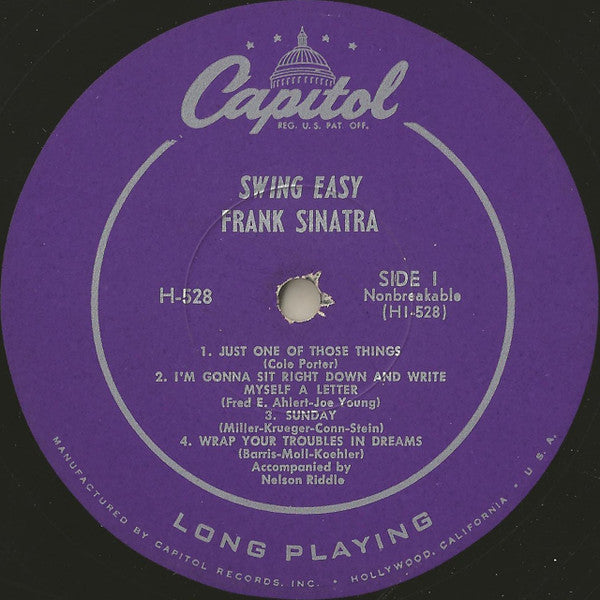 Capitol
REG. U.S. PAT. OFF.
SWING EASY
FRANK SINATRA
H-528
SIDE 1
Nonbreakable
(H1-528)
1. JUST ONE OF THOSE THINGS
(Cole Porter)
2. I'M GONNA SIT RIGHT DOWN AND WRITE
MYSELF A LETTER
(Fred E. Ahlert-Joe Young)
3. SUNDAY
(Miller-Krueger-Conn-Stein)
4. WRAP YOUR TROUBLES IN DREAMS
(Barris-Moll-Koehler)
Accompanied by
Nelson Riddle
LONG PLAYING
MANUFACTURED BY CAPITOL RECORDS, INC. • HOLLYWOOD, CALIFORNIA • U.S.A.